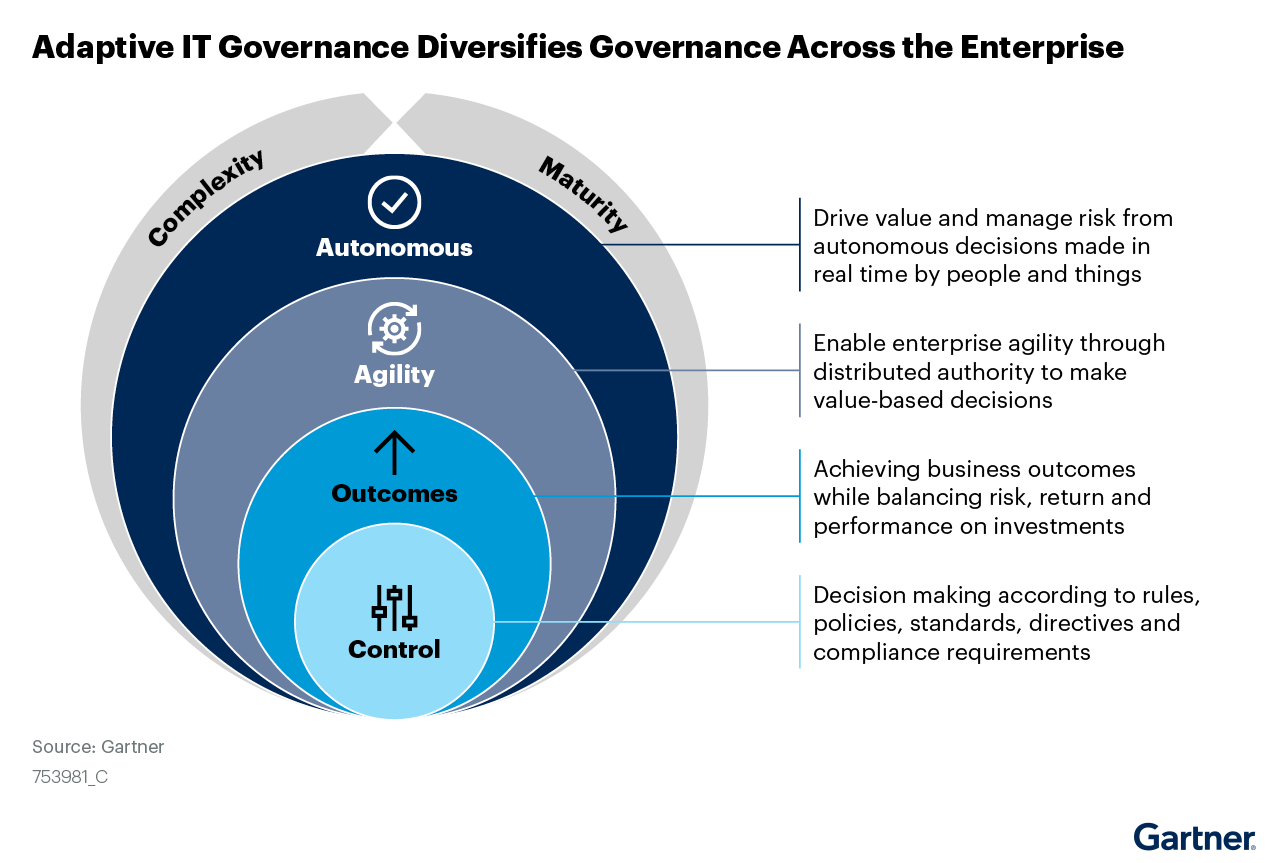 Adaptive IT Governance Diversifies Governance Across the Enterprise
Complexity
Maturity
Autonomous
Drive value and manage risk from
autonomous decisions made in
real time by people and things
Agility
Enable enterprise agility through
distributed authority to make
value-based decisions
Outcomes
Achieving business outcomes
while balancing risk, return and
performance on investments
Control
Decision making according to rules,
policies, standards, directives and
compliance requirements
Source: Gartner
753981_C
Gartner®